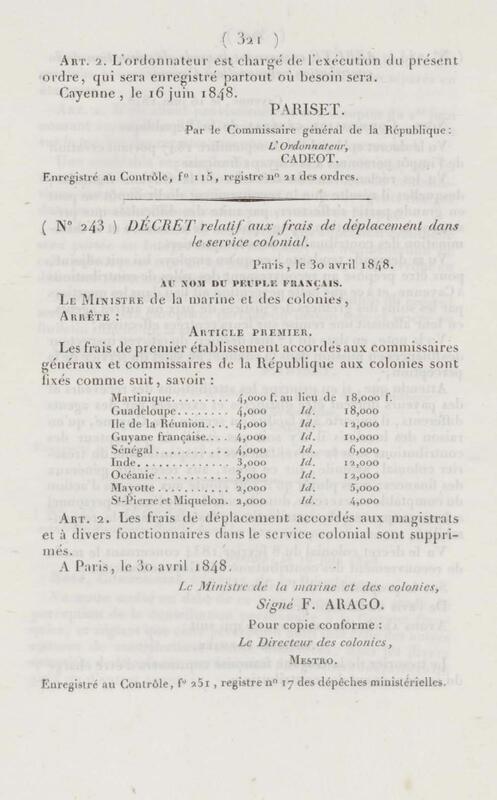 ( 321 )
ART. 2. L'ordonnateur est chargé de l'exécution du présent
ordre, qui sera enregistré partout où besoin sera.
Cayenne, le 16 juin 1848.
PARISET.
Par le Commissaire général de la République :
L'Ordonnateur,
CADEOT.
Enregistré au Contrôle, f° 115, registre n° 21 des ordres.
( N° 243 ) DÉCRET relatif aux frais de déplacement dans
le service colonial.
Paris, le 30 avril 1848.
AU NOM DU PEUPLE FRANÇAIS.
LE MINISTRE de la marine et des colonies,
ARRÊTE :
ARTICLE PREMIER.
Les frais de premier établissement accordés aux commissaires
généraux et commissaires de la République aux colonies sont
fixés comme suit, savoir :
Martinique......... 4,000 f. au lieu de 18,000 f.
Guadeloupe........ 4,000 Id. 18,000
Ile de la Réunion.... 4,000 Id. 12,000
Guyane française... 4,000 Id. 10,000
Sénégal........... 4,000 Id. 6,000
Inde.............. 3,000 Id. 12,000
Océanie........... 3,000 Id. 12,000
Mayotte........... 2,000 Id. 5,000
St-Pierre et Miquelon. 2,000 Id. 4,000
ART. 2. Les frais de déplacement accordés aux magistrats
et à divers fonctionnaires dans le service colonial sont suppri-
més.
A Paris, le 30 avril 1848.
Le Ministre de la marine et des colonies,
Signé F. ARAGO.
Pour copie conforme :
Le Directeur des colonies,
MESTRO.
Enregistré au Contrôle, f° 251, registre n° 17 des dépêches ministérielles.